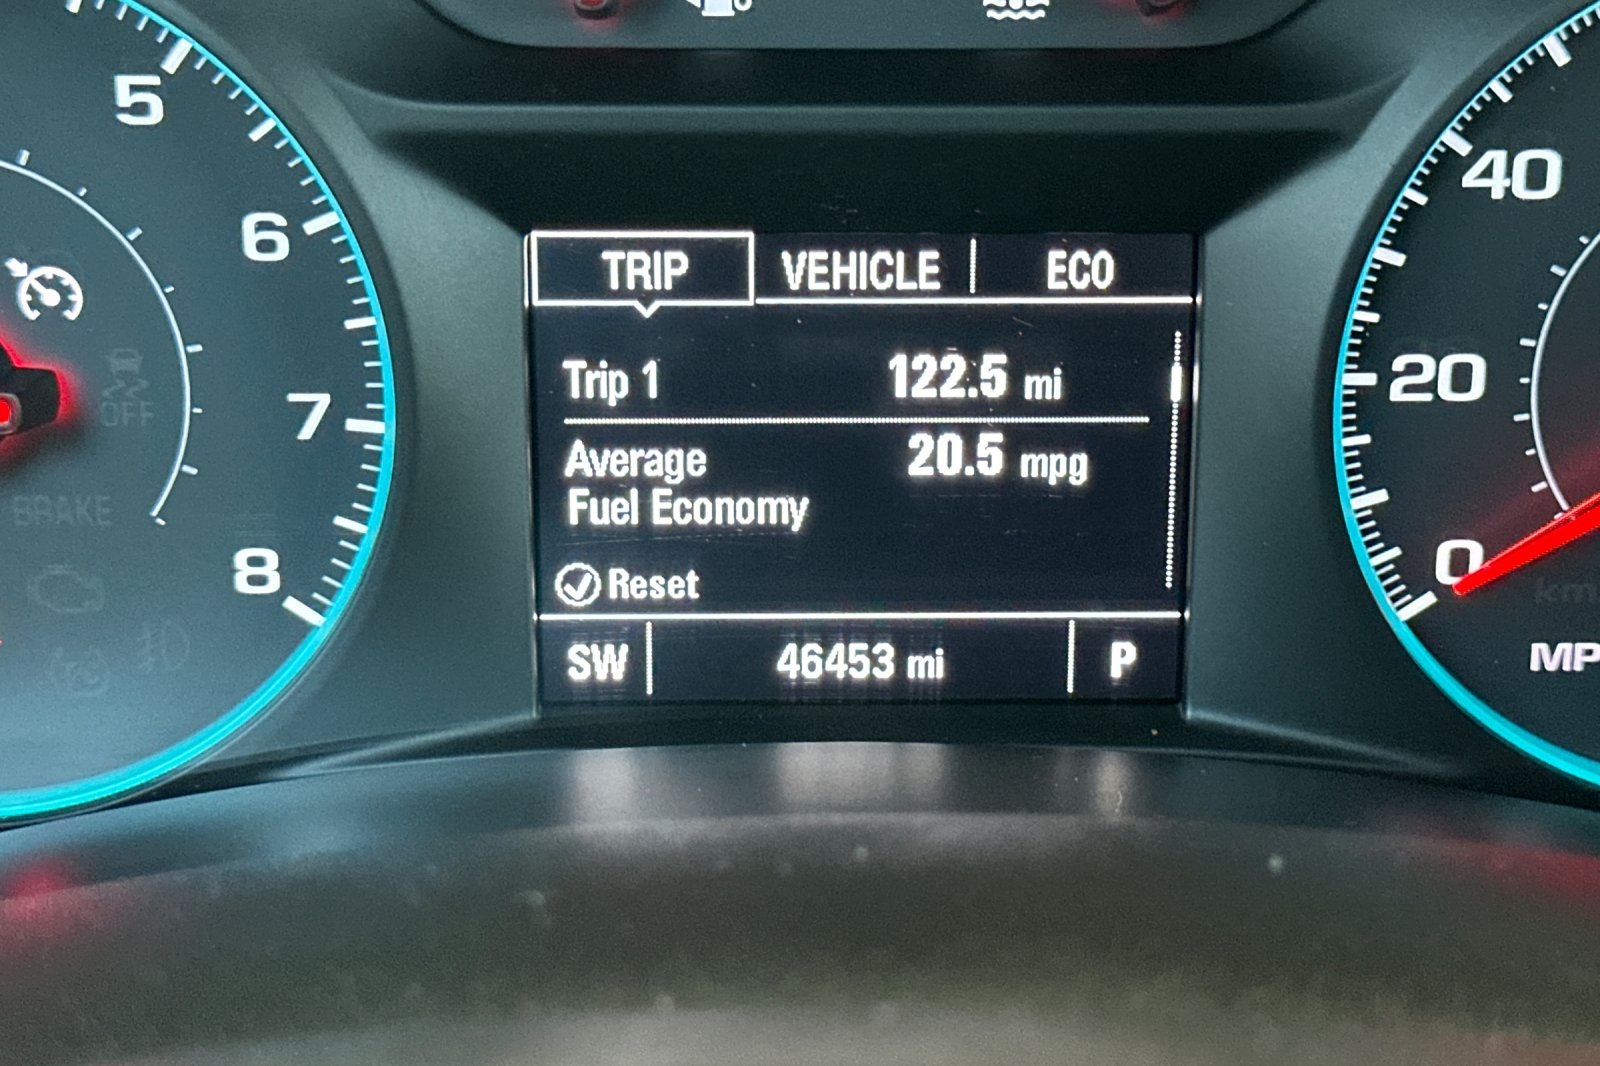 5
6
7
8
OFF
BRAKE
TRIP VEHICLE ECO
Trip 1 122.5 mi
Average 20.5 mpg
Fuel Economy
Reset
SW 46453 mi P
40
20
0